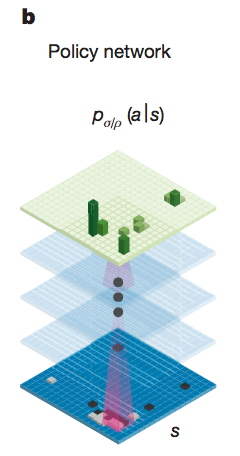 b
Policy network
p_σ/ρ (a|s)
s